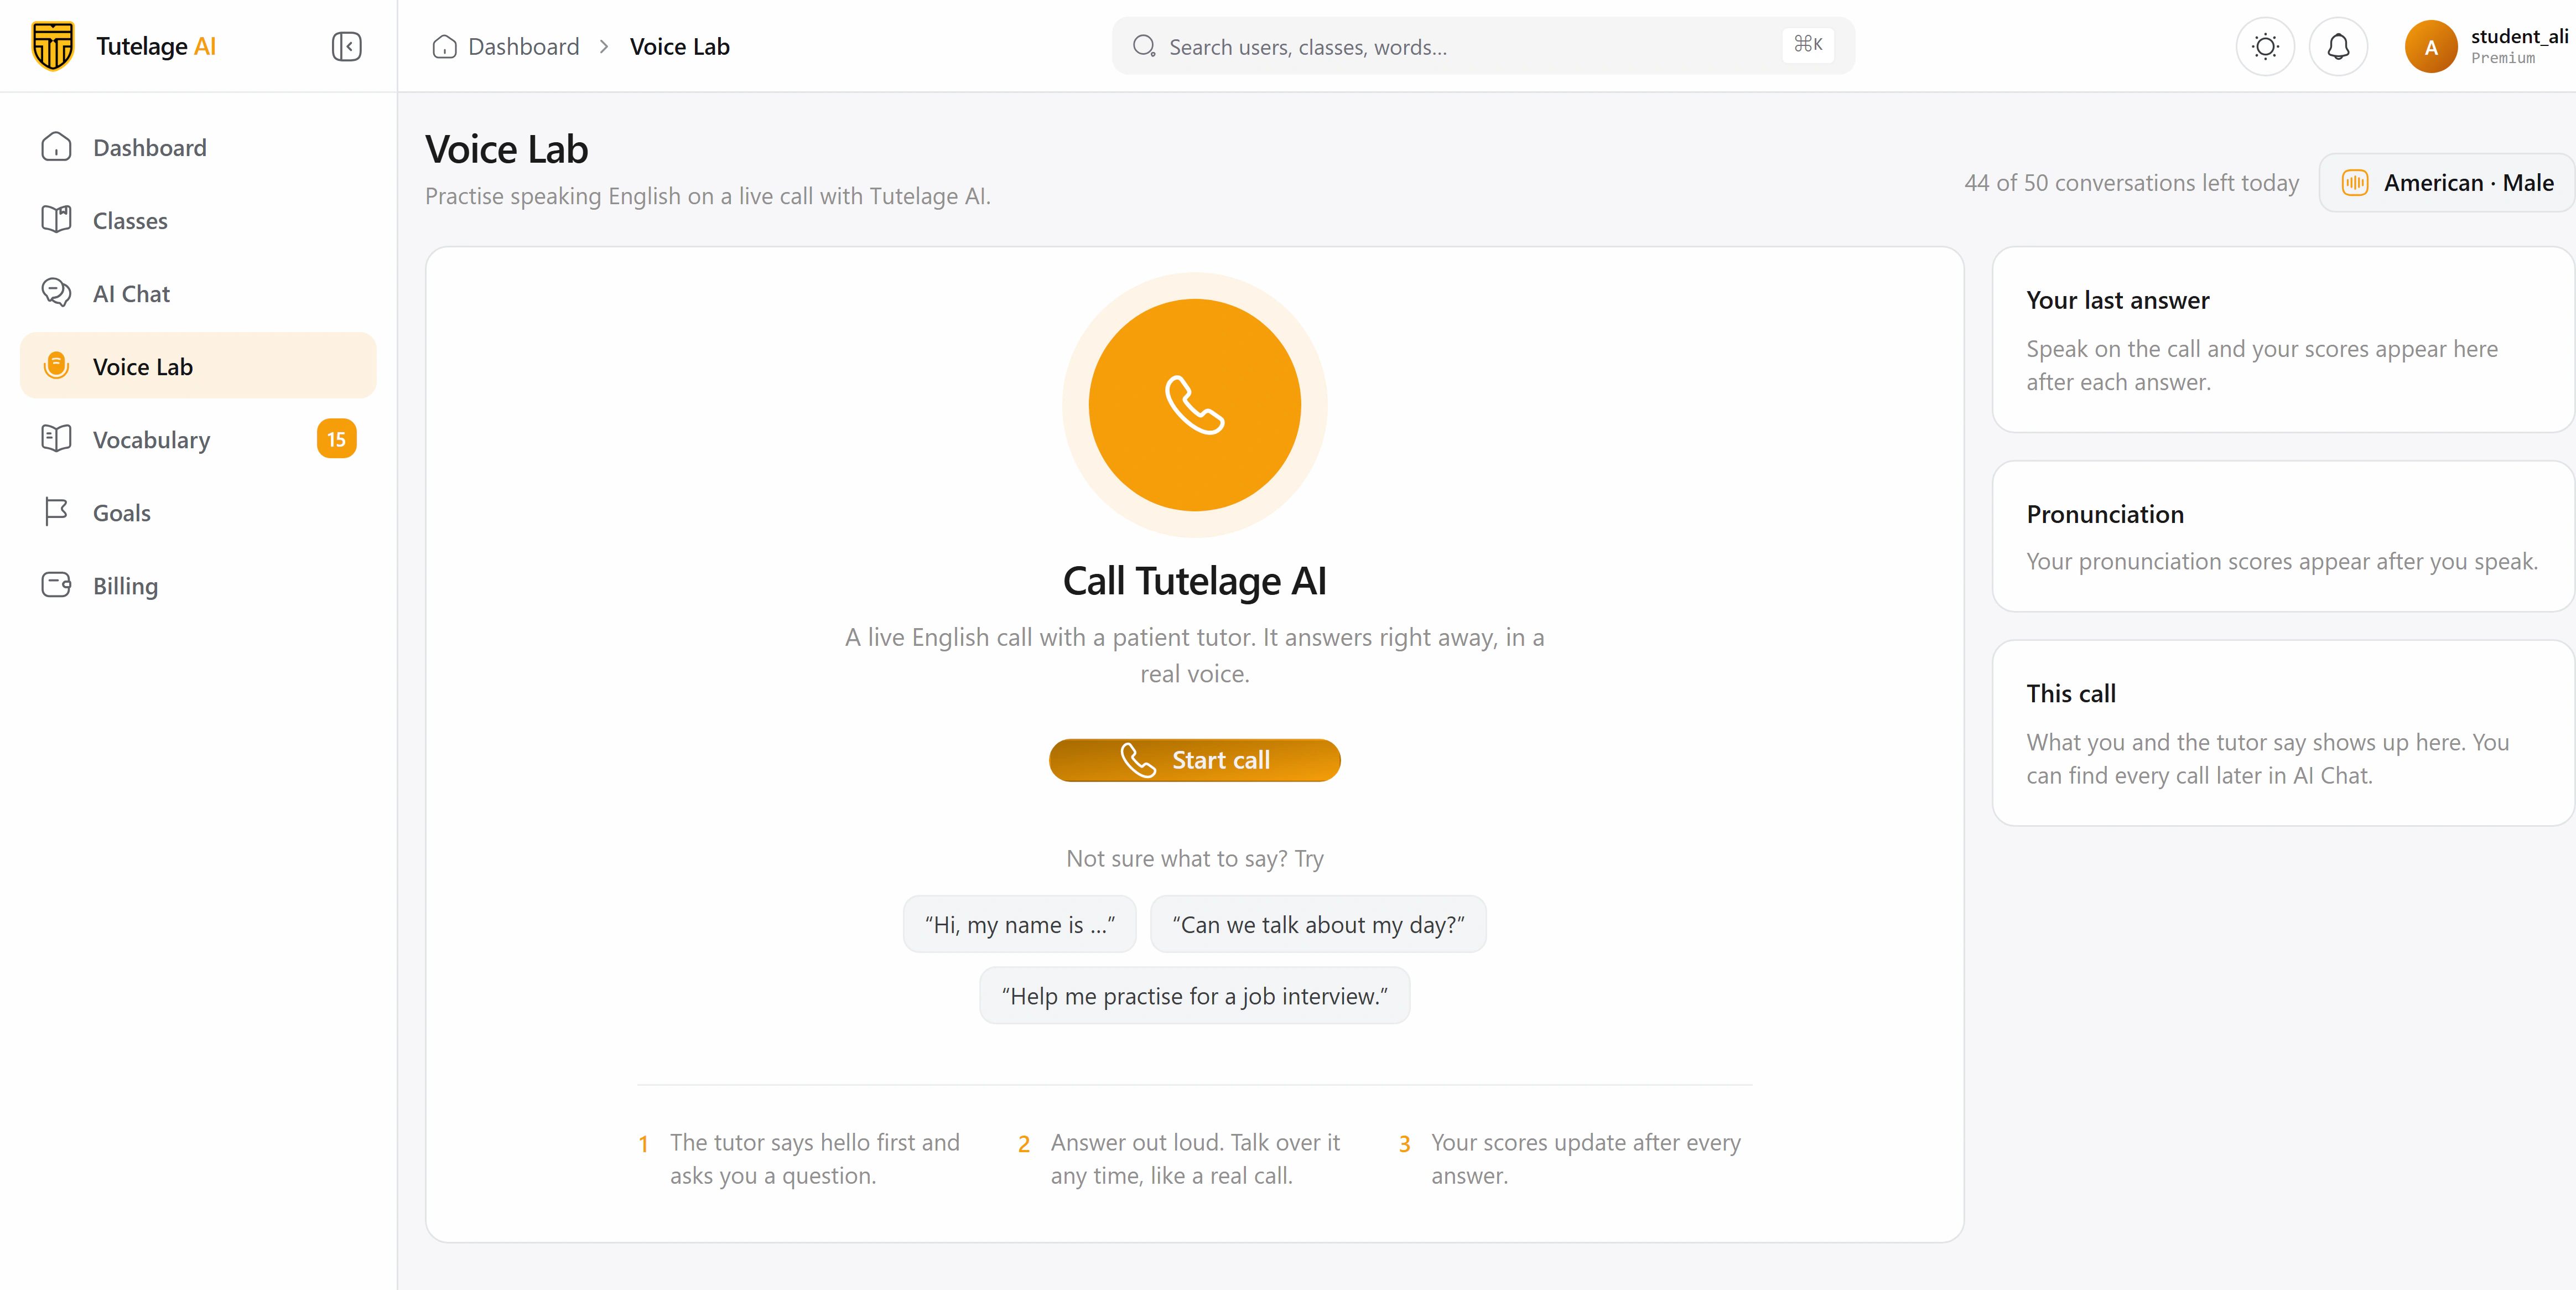 Tutelage AI
Dashboard
Voice Lab
Search users, classes, words...
⌘K
student_ali
Premium
A
Dashboard
Classes
AI Chat
Voice Lab
Vocabulary
15
Goals
Billing
Voice Lab
Practise speaking English on a live call with Tutelage AI.
44 of 50 conversations left today
American · Male
Call Tutelage AI
A live English call with a patient tutor. It answers right away, in a
real voice.
Start call
Not sure what to say? Try
“Hi, my name is ...”
“Can we talk about my day?”
“Help me practise for a job interview.”
1 The tutor says hello first and
asks you a question.
2 Answer out loud. Talk over it
any time, like a real call.
3 Your scores update after every
answer.
Your last answer
Speak on the call and your scores appear here
after each answer.
Pronunciation
Your pronunciation scores appear after you speak.
This call
What you and the tutor say shows up here. You
can find every call later in AI Chat.